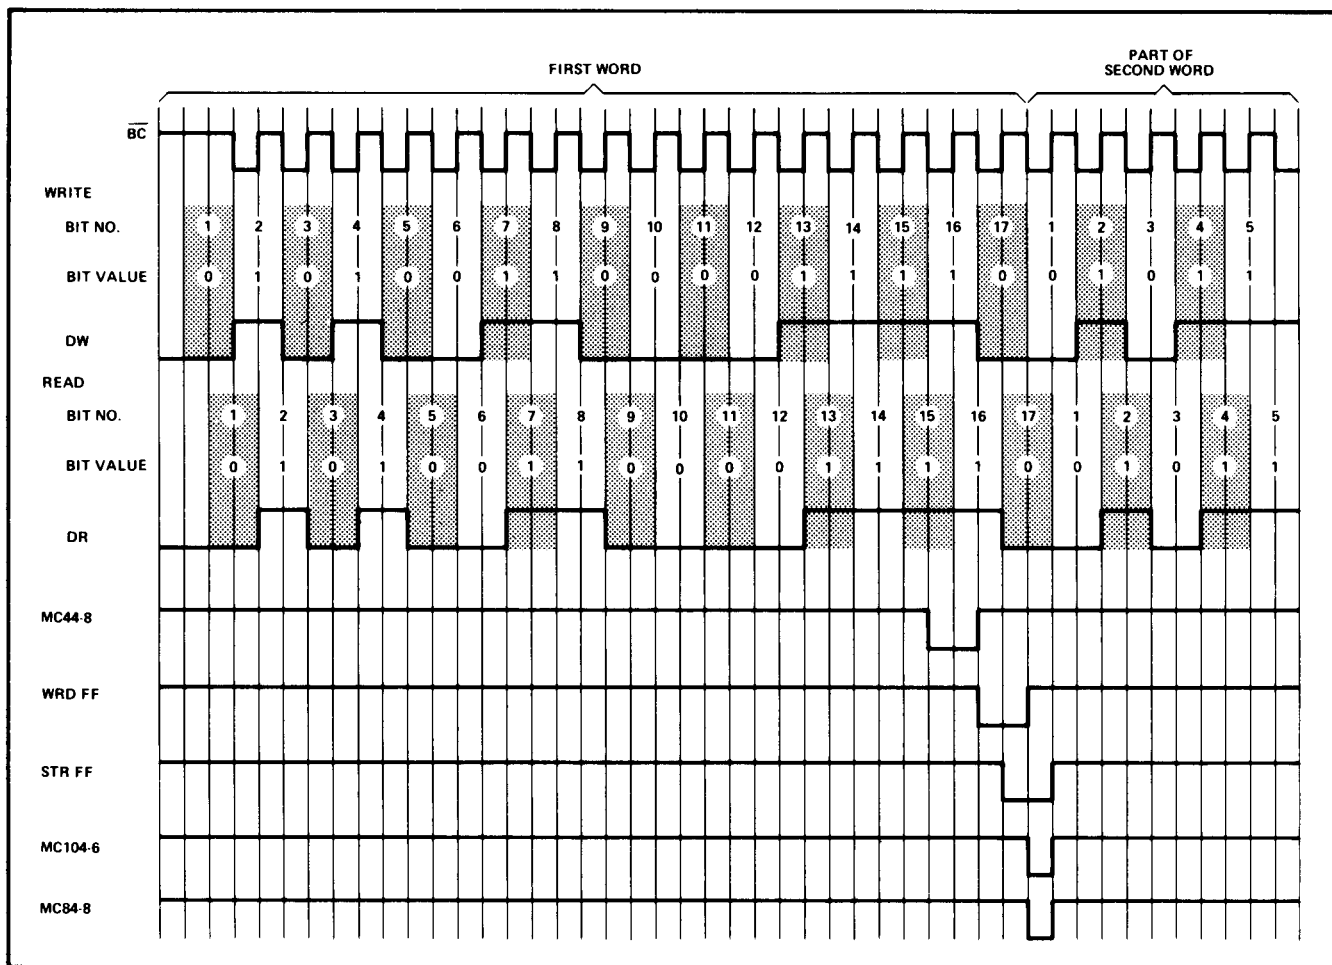 FIRST WORD
PART OF
SECOND WORD
BC
WRITE
BIT NO. 1 2 3 4 5 6 7 8 9 10 11 12 13 14 15 16 17 1 2 3 4 5
BIT VALUE 0 1 0 1 0 0 1 1 0 0 0 0 1 1 1 1 0 0 1 0 1 1
DW
READ
BIT NO. 1 2 3 4 5 6 7 8 9 10 11 12 13 14 15 16 17 1 2 3 4 5
BIT VALUE 0 1 0 1 0 0 1 1 0 0 0 0 1 1 1 1 0 0 1 0 1 1
DR
MC44-8
WRD FF
STR FF
MC104-6
MC84-8